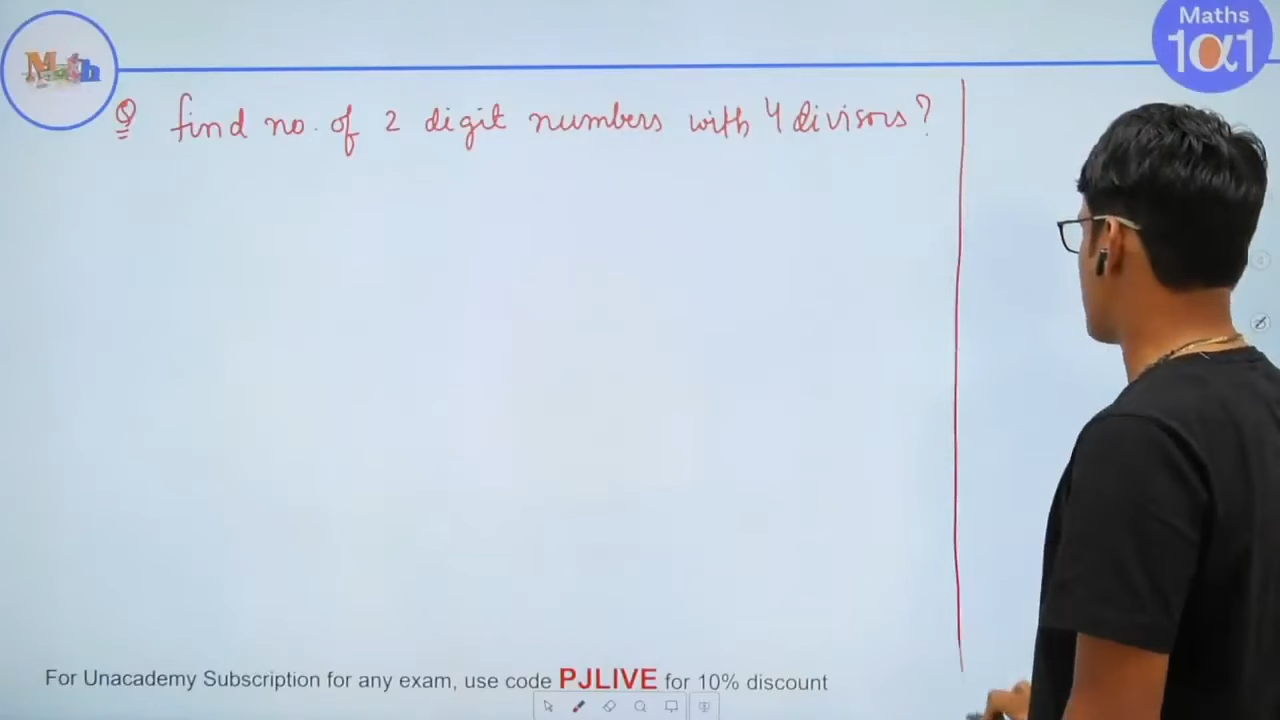 Math
Maths
1α1
Q find no. of 2 digit numbers with 4 divisors?
For Unacademy Subscription for any exam, use code PJLIVE for 10% discount